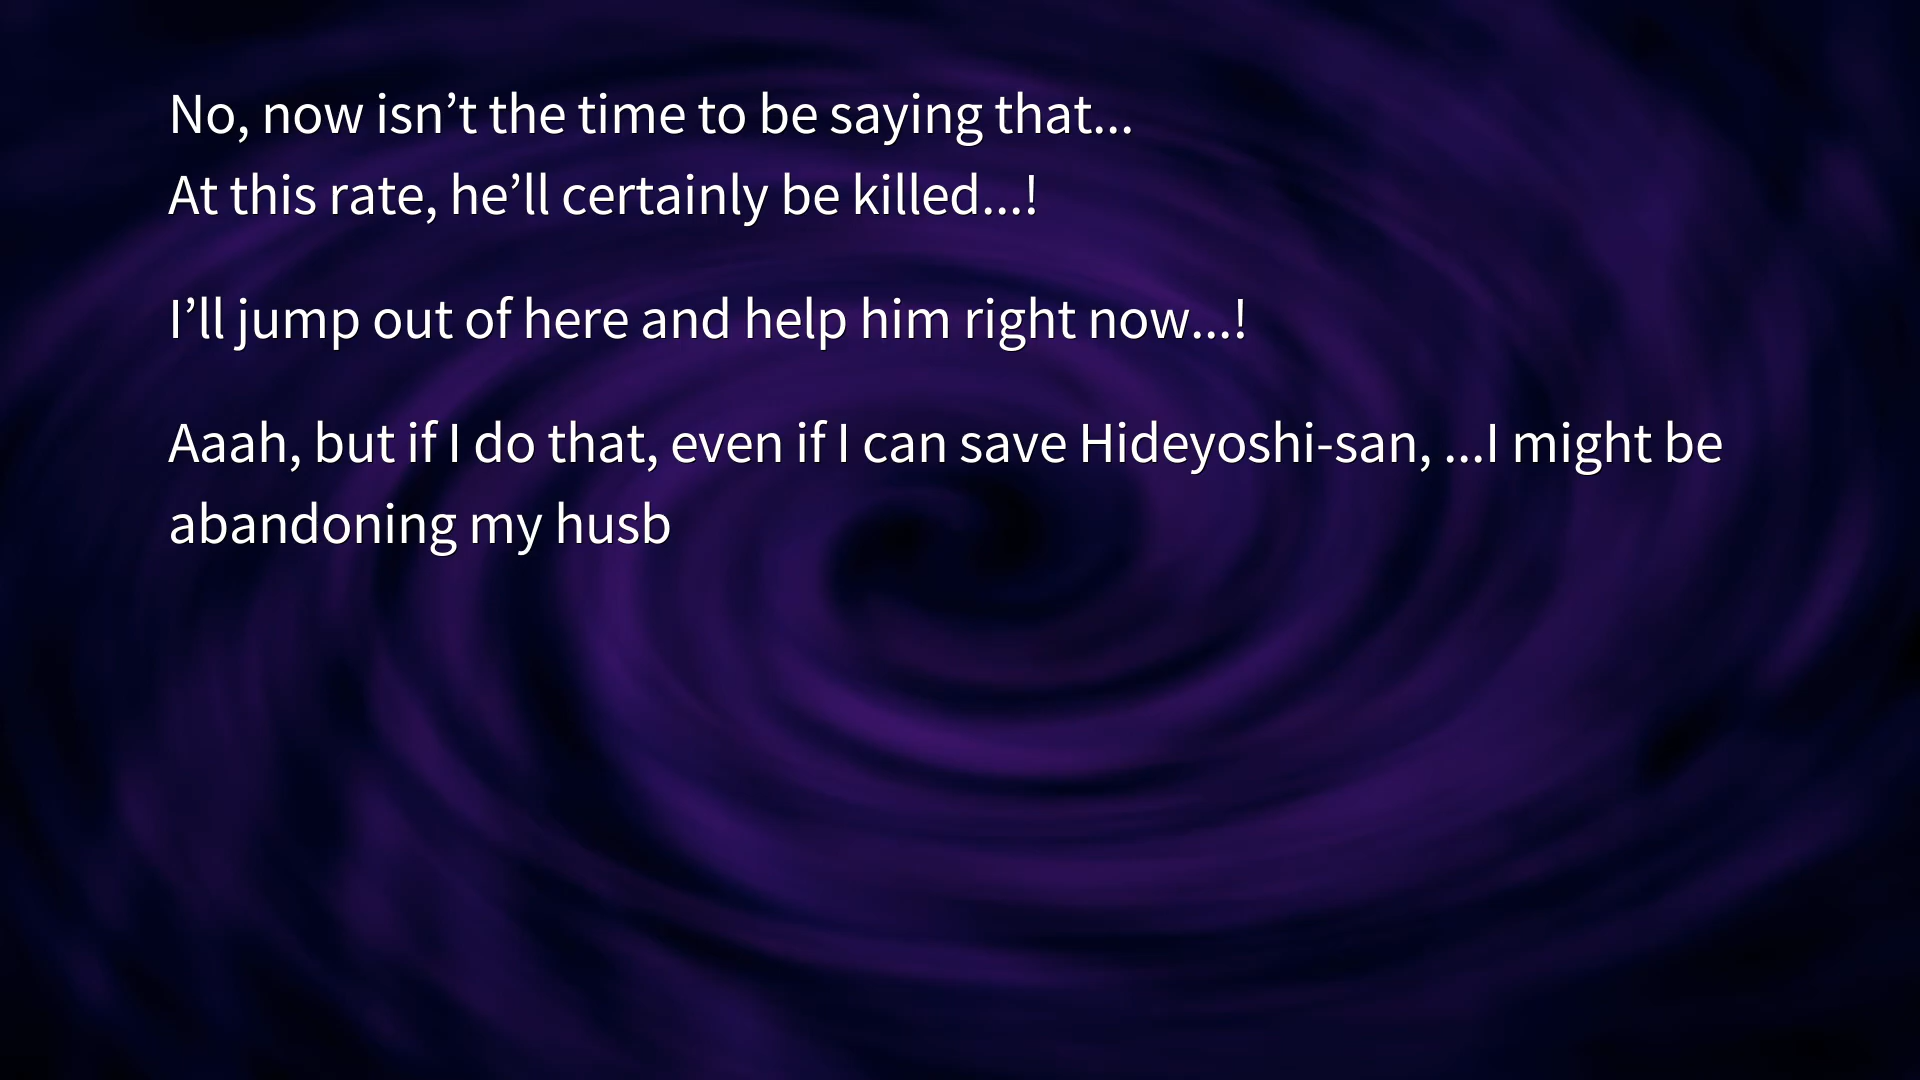 No, now isn’t the time to be saying that...
At this rate, he’ll certainly be killed...!
I’ll jump out of here and help him right now...!
Aaah, but if I do that, even if I can save Hideyoshi-san, ...I might be
abandoning my husb